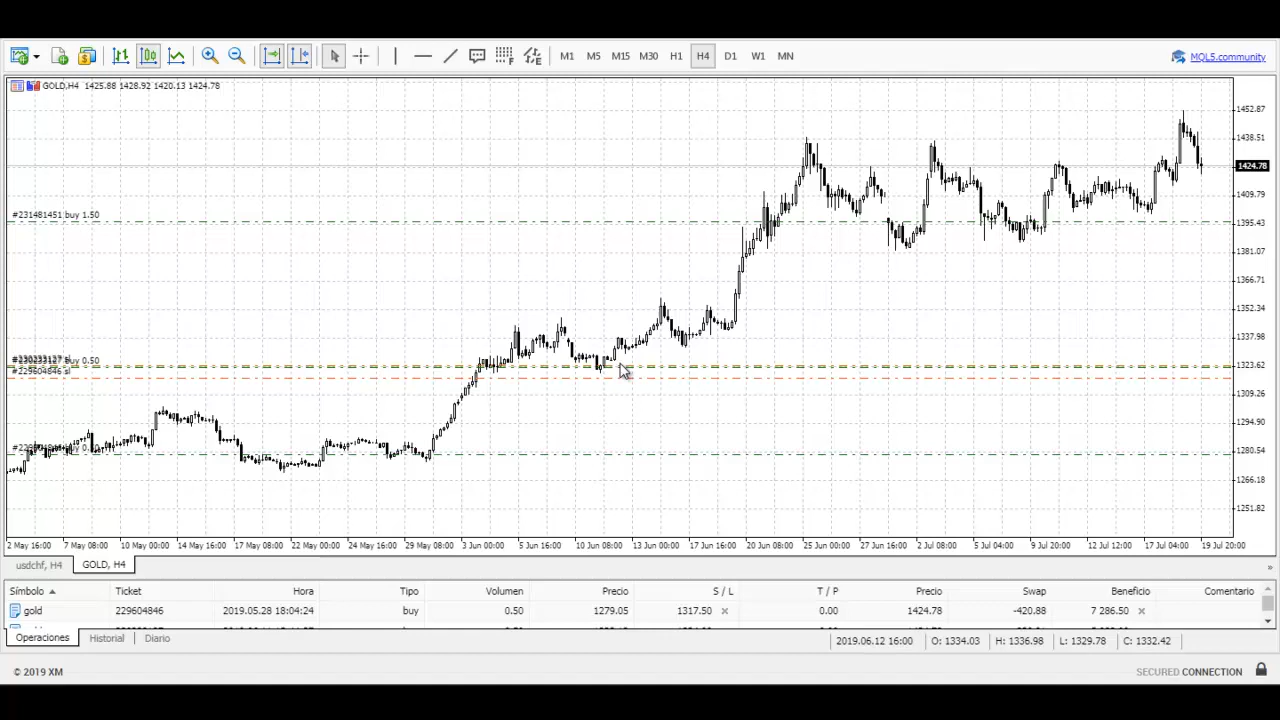 M1 M5 M15 M30 H1 H4 D1 W1 MN MQL5.community
GOLD,H4 1425.88 1428.92 1420.13 1424.78
1452.87
1438.51
1424.78
1409.79
#231481451 buy 1.50
1395.43
1381.07
1366.71
1352.34
1337.98
buy 0.50
1323.62
#229604846 sl
1309.26
1294.90
buy
1280.54
1266.18
1251.82
2 May 16:00 7 May 08:00 10 May 00:00 14 May 16:00 17 May 08:00 22 May 00:00 24 May 16:00 29 May 08:00 3 Jun 00:00 5 Jun 16:00 10 Jun 08:00 13 Jun 00:00 17 Jun 16:00 20 Jun 08:00 25 Jun 00:00 27 Jun 16:00 2 Jul 08:00 5 Jul 04:00 9 Jul 20:00 12 Jul 12:00 17 Jul 04:00 19 Jul 20:00
usdchf, H4 GOLD, H4
Símbolo Ticket Hora Tipo Volumen Precio S / L T / P Precio Swap Beneficio Comentario
gold 229604846 2019.05.28 18:04:24 buy 0.50 1279.05 1317.50 0.00 1424.78 -420.88 7 286.50
Operaciones Historial Diario 2019.06.12 16:00 O: 1334.03 H: 1336.98 L: 1329.78 C: 1332.42
© 2019 XM SECURED CONNECTION